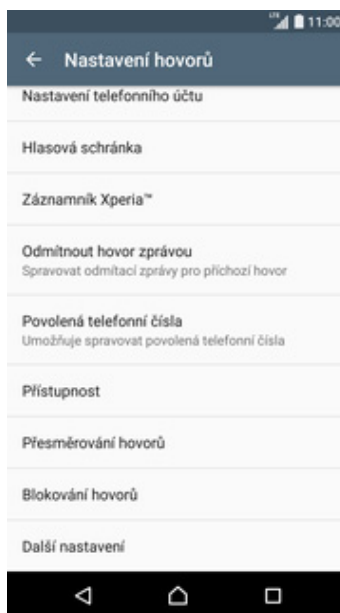 LTE 11:00
Nastavení hovorů
Nastavení telefonního účtu
Hlasová schránka
Záznamník Xperia™
Odmítnout hovor zprávou
Spravovat odmítací zprávy pro příchozí hovor
Povolená telefonní čísla
Umožňuje spravovat povolená telefonní čísla
Přístupnost
Přesměrování hovorů
Blokování hovorů
Další nastavení